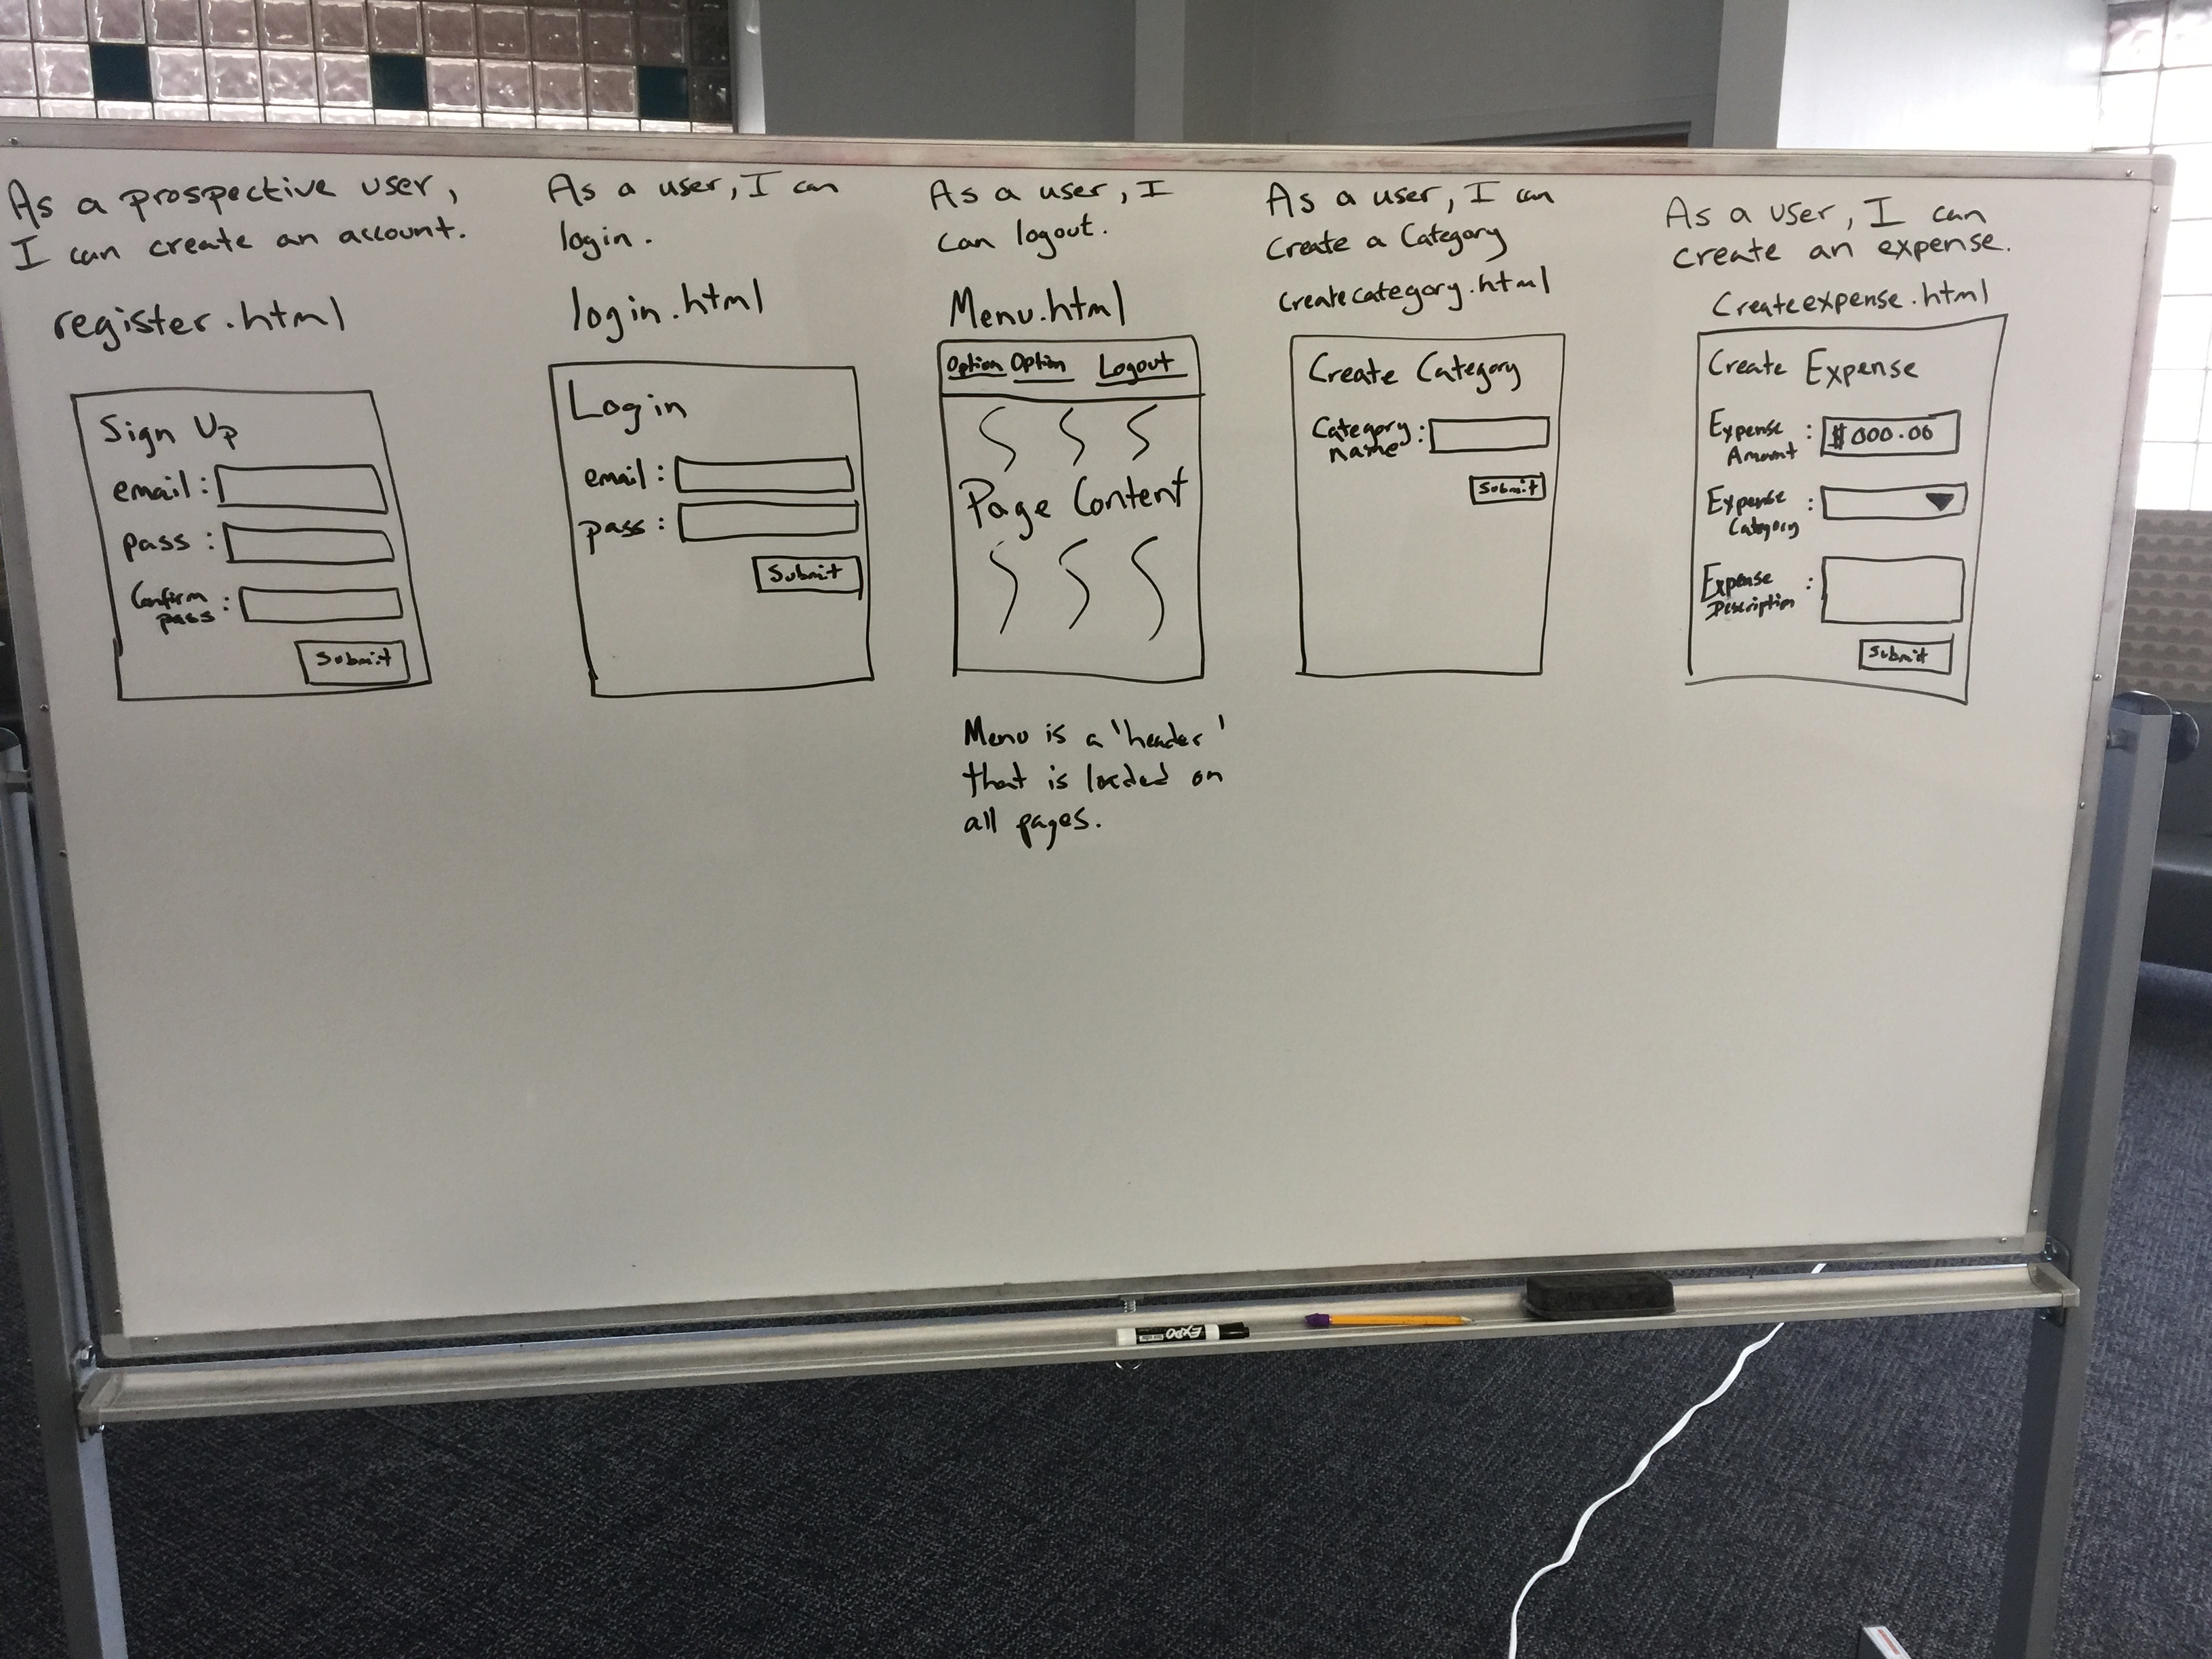 As a prospective user,
I can create an account.
register.html
Sign Up
email :
pass :
Confirm
pass :
Submit
As a user, I can
login.
login.html
Login
email :
pass :
Submit
As a user, I
can logout.
Menu.html
Option Option Logout
Page Content
Menu is a 'header'
that is loaded on
all pages.
As a user, I can
Create a Category
createcategory.html
Create Category
Category
name :
Submit
As a user, I can
create an expense.
Createexpense.html
Create Expense
Expense
Amount : $000.00
Expense
Category :
Expense
Description :
Submit
EXPO